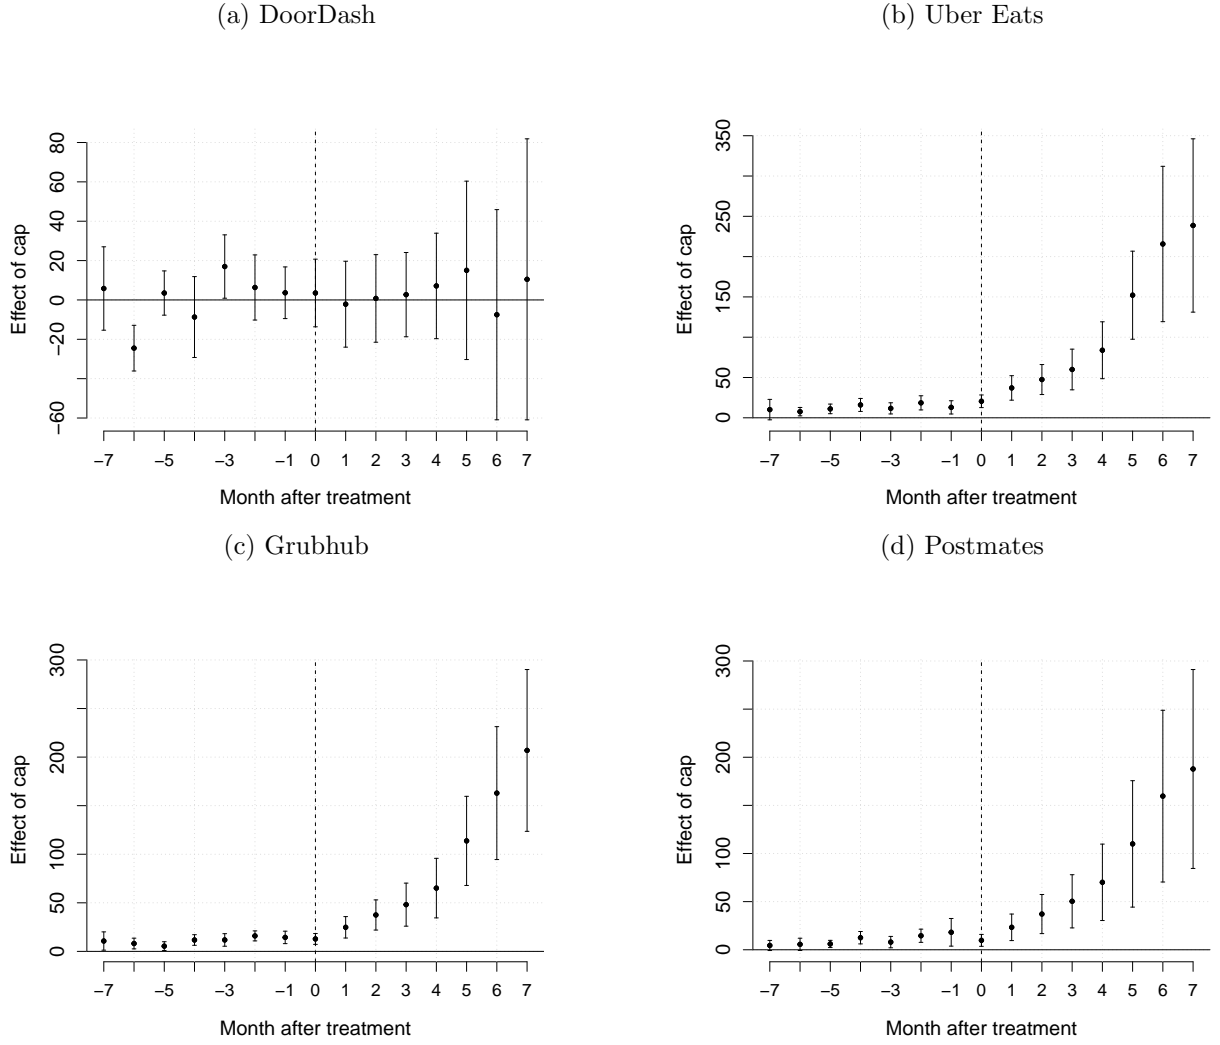 (a) DoorDash
Effect of cap
80
60
40
20
0
−20
−60
−7 −5 −3 −1 0 1 2 3 4 5 6 7
Month after treatment
(b) Uber Eats
Effect of cap
350
250
150
50
0
−7 −5 −3 −1 0 1 2 3 4 5 6 7
Month after treatment
(c) Grubhub
Effect of cap
300
200
100
50
0
−7 −5 −3 −1 0 1 2 3 4 5 6 7
Month after treatment
(d) Postmates
Effect of cap
300
200
100
50
0
−7 −5 −3 −1 0 1 2 3 4 5 6 7
Month after treatment